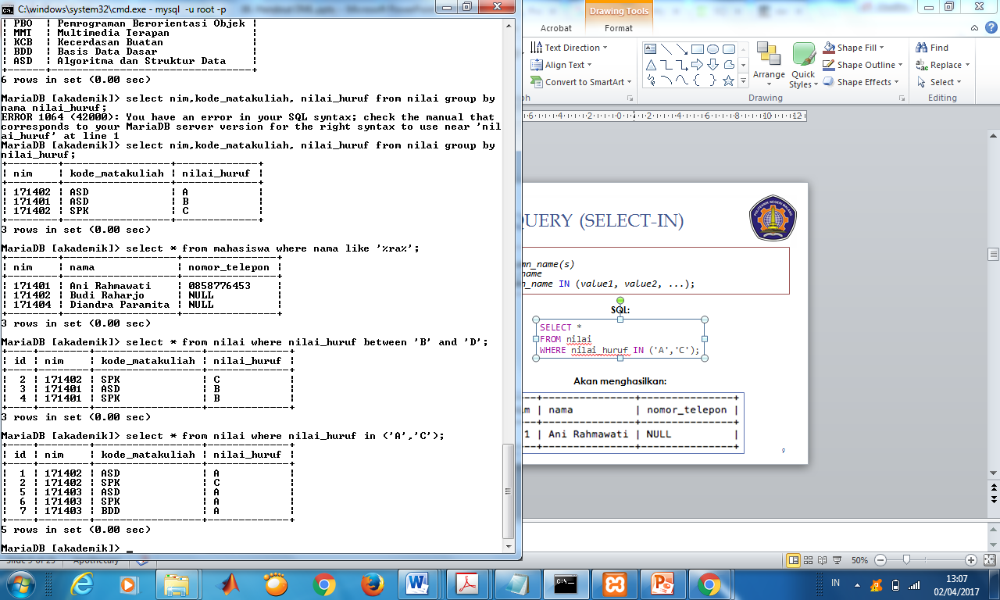 C:\windows\system32\cmd.exe - mysql  -u root -p
| PBO  | Pemrograman Berorientasi Objek |
| MMT  | Multimedia Terapan             |
| KCB  | Kecerdasan Buatan              |
| BDD  | Basis Data Dasar               |
| ASD  | Algoritma dan Struktur Data    |
+------+--------------------------------+
6 rows in set (0.00 sec)
MariaDB [akademik]> select nim,kode_matakuliah, nilai_huruf from nilai group by
nama nilai_huruf;
ERROR 1064 (42000): You have an error in your SQL syntax; check the manual that
corresponds to your MariaDB server version for the right syntax to use near 'nil
ai_huruf' at line 1
MariaDB [akademik]> select nim,kode_matakuliah, nilai_huruf from nilai group by
nilai_huruf;
+--------+-----------------+-------------+
| nim    | kode_matakuliah | nilai_huruf |
+--------+-----------------+-------------+
| 171402 | ASD             | A           |
| 171401 | ASD             | B           |
| 171402 | SPK             | C           |
+--------+-----------------+-------------+
3 rows in set (0.00 sec)
MariaDB [akademik]> select * from mahasiswa where nama like '%ra%';
+--------+------------------+---------------+
| nim    | nama             | nomor_telepon |
+--------+------------------+---------------+
| 171401 | Ani Rahmawati    | 0858776453    |
| 171402 | Budi Raharjo     | NULL          |
| 171404 | Diandra Paramita | NULL          |
+--------+------------------+---------------+
3 rows in set (0.00 sec)
MariaDB [akademik]> select * from nilai where nilai_huruf between 'B' and 'D';
+----+--------+-----------------+-------------+
| id | nim    | kode_matakuliah | nilai_huruf |
+----+--------+-----------------+-------------+
|  2 | 171402 | SPK             | C           |
|  3 | 171401 | ASD             | B           |
|  4 | 171401 | SPK             | B           |
+----+--------+-----------------+-------------+
3 rows in set (0.00 sec)
MariaDB [akademik]> select * from nilai where nilai_huruf in ('A','C');
+----+--------+-----------------+-------------+
| id | nim    | kode_matakuliah | nilai_huruf |
+----+--------+-----------------+-------------+
|  1 | 171402 | ASD             | A           |
|  2 | 171402 | SPK             | C           |
|  5 | 171403 | ASD             | A           |
|  6 | 171403 | SPK             | A           |
|  7 | 171403 | BDD             | A           |
+----+--------+-----------------+-------------+
5 rows in set (0.00 sec)
MariaDB [akademik]> _
Drawing Tools
Acrobat Format
Text Direction
Align Text
Convert to SmartArt
Arrange
Quick
Styles
Shape Fill
Shape Outline
Shape Effects
Drawing
Find
Replace
Select
Editing
6 4 2 0 2 4 6 8 10 12
QUERY (SELECT-IN)
mn_name(s)
name
n_name IN (value1, value2, ...);
SQL:
SELECT *
FROM nilai
WHERE nilai_huruf IN ('A','C');
Akan menghasilkan:
m | nama | nomor_telepon |
1 | Ani Rahmawati | NULL |
9
50%
IN
13:07
02/04/2017